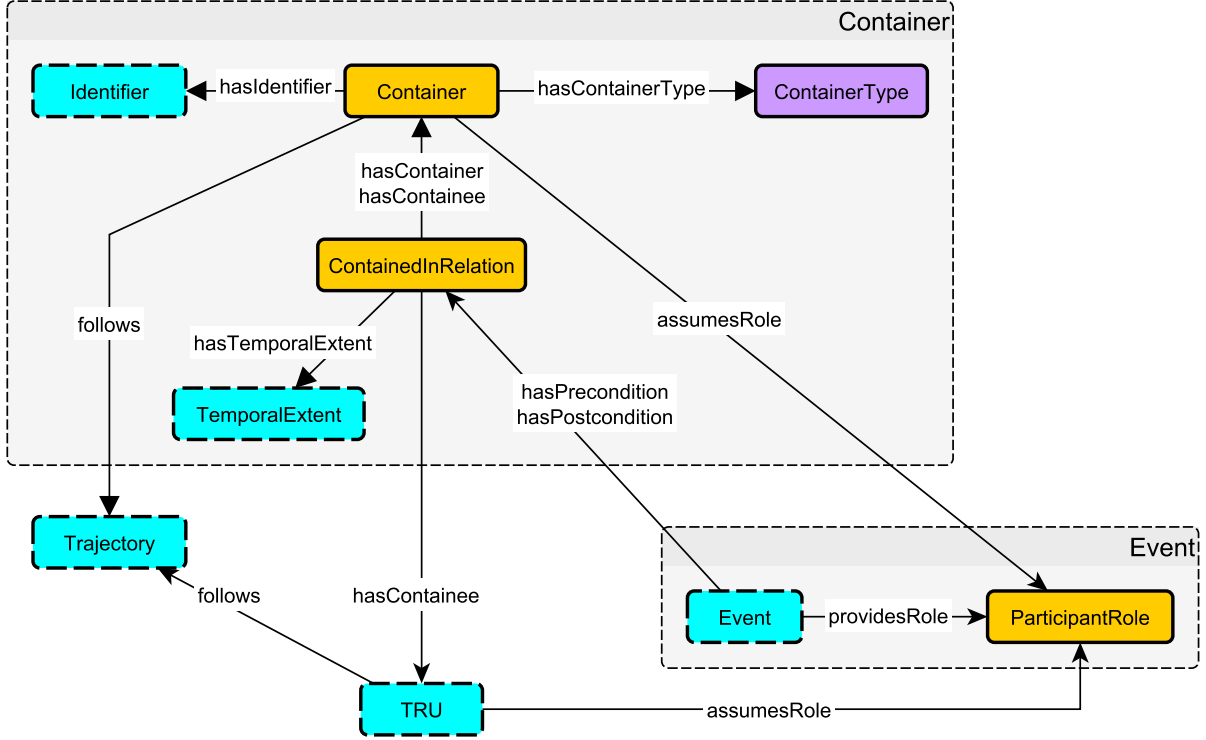 Container
Identifier
hasIdentifier
Container
hasContainerType
ContainerType
hasContainer
hasContainee
ContainedInRelation
follows
assumesRole
hasTemporalExtent
hasPrecondition
hasPostcondition
TemporalExtent
Trajectory
Event
follows
hasContainee
Event
providesRole
ParticipantRole
TRU
assumesRole